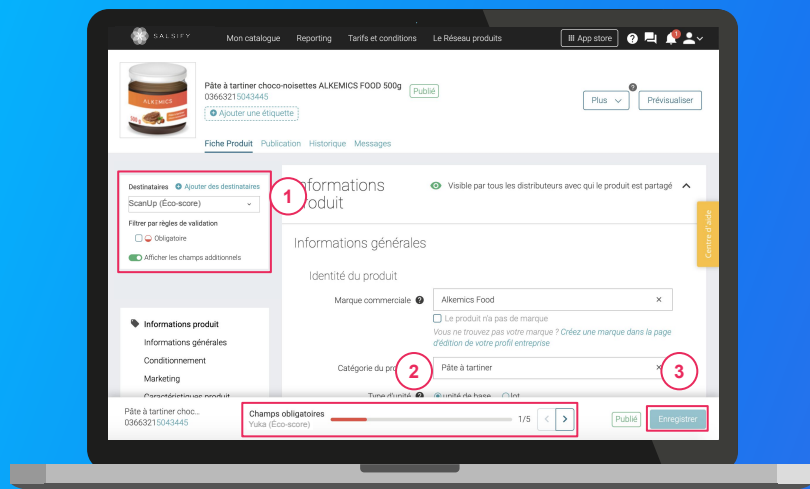 SALSIFY
Mon catalogue Reporting Tarifs et conditions Le Réseau produits
App store ? 1
ALKEMICS
Pâte à tartiner choco-noisettes ALKEMICS FOOD 500g Publié
03663215043445
Ajouter une étiquette
Plus ? Prévisualiser
Fiche Produit Publication Historique Messages
Destinataires Ajouter des destinataires
ScanUp (Éco-score)
Filtrer par règles de validation
Obligatoire
Afficher les champs additionnels
1
Informations
produit
Visible par tous les distributeurs avec qui le produit est partagé
Centre d'aide
Informations générales
Identité du produit
Marque commerciale ? Alkemics Food ×
Le produit n'a pas de marque
Vous ne trouvez pas votre marque ? Créez une marque dans la page
d'édition de votre profil entreprise
Catégorie du pro 2 Pâte à tartiner × 3
Type d'unité ? unité de base lot
Informations produit
Informations générales
Conditionnement
Marketing
Caractéristiques produit
Pâte à tartiner choc...
03663215043445
Champs obligatoires
Yuka (Éco-score)
1/5 < >
Publié Enregistrer